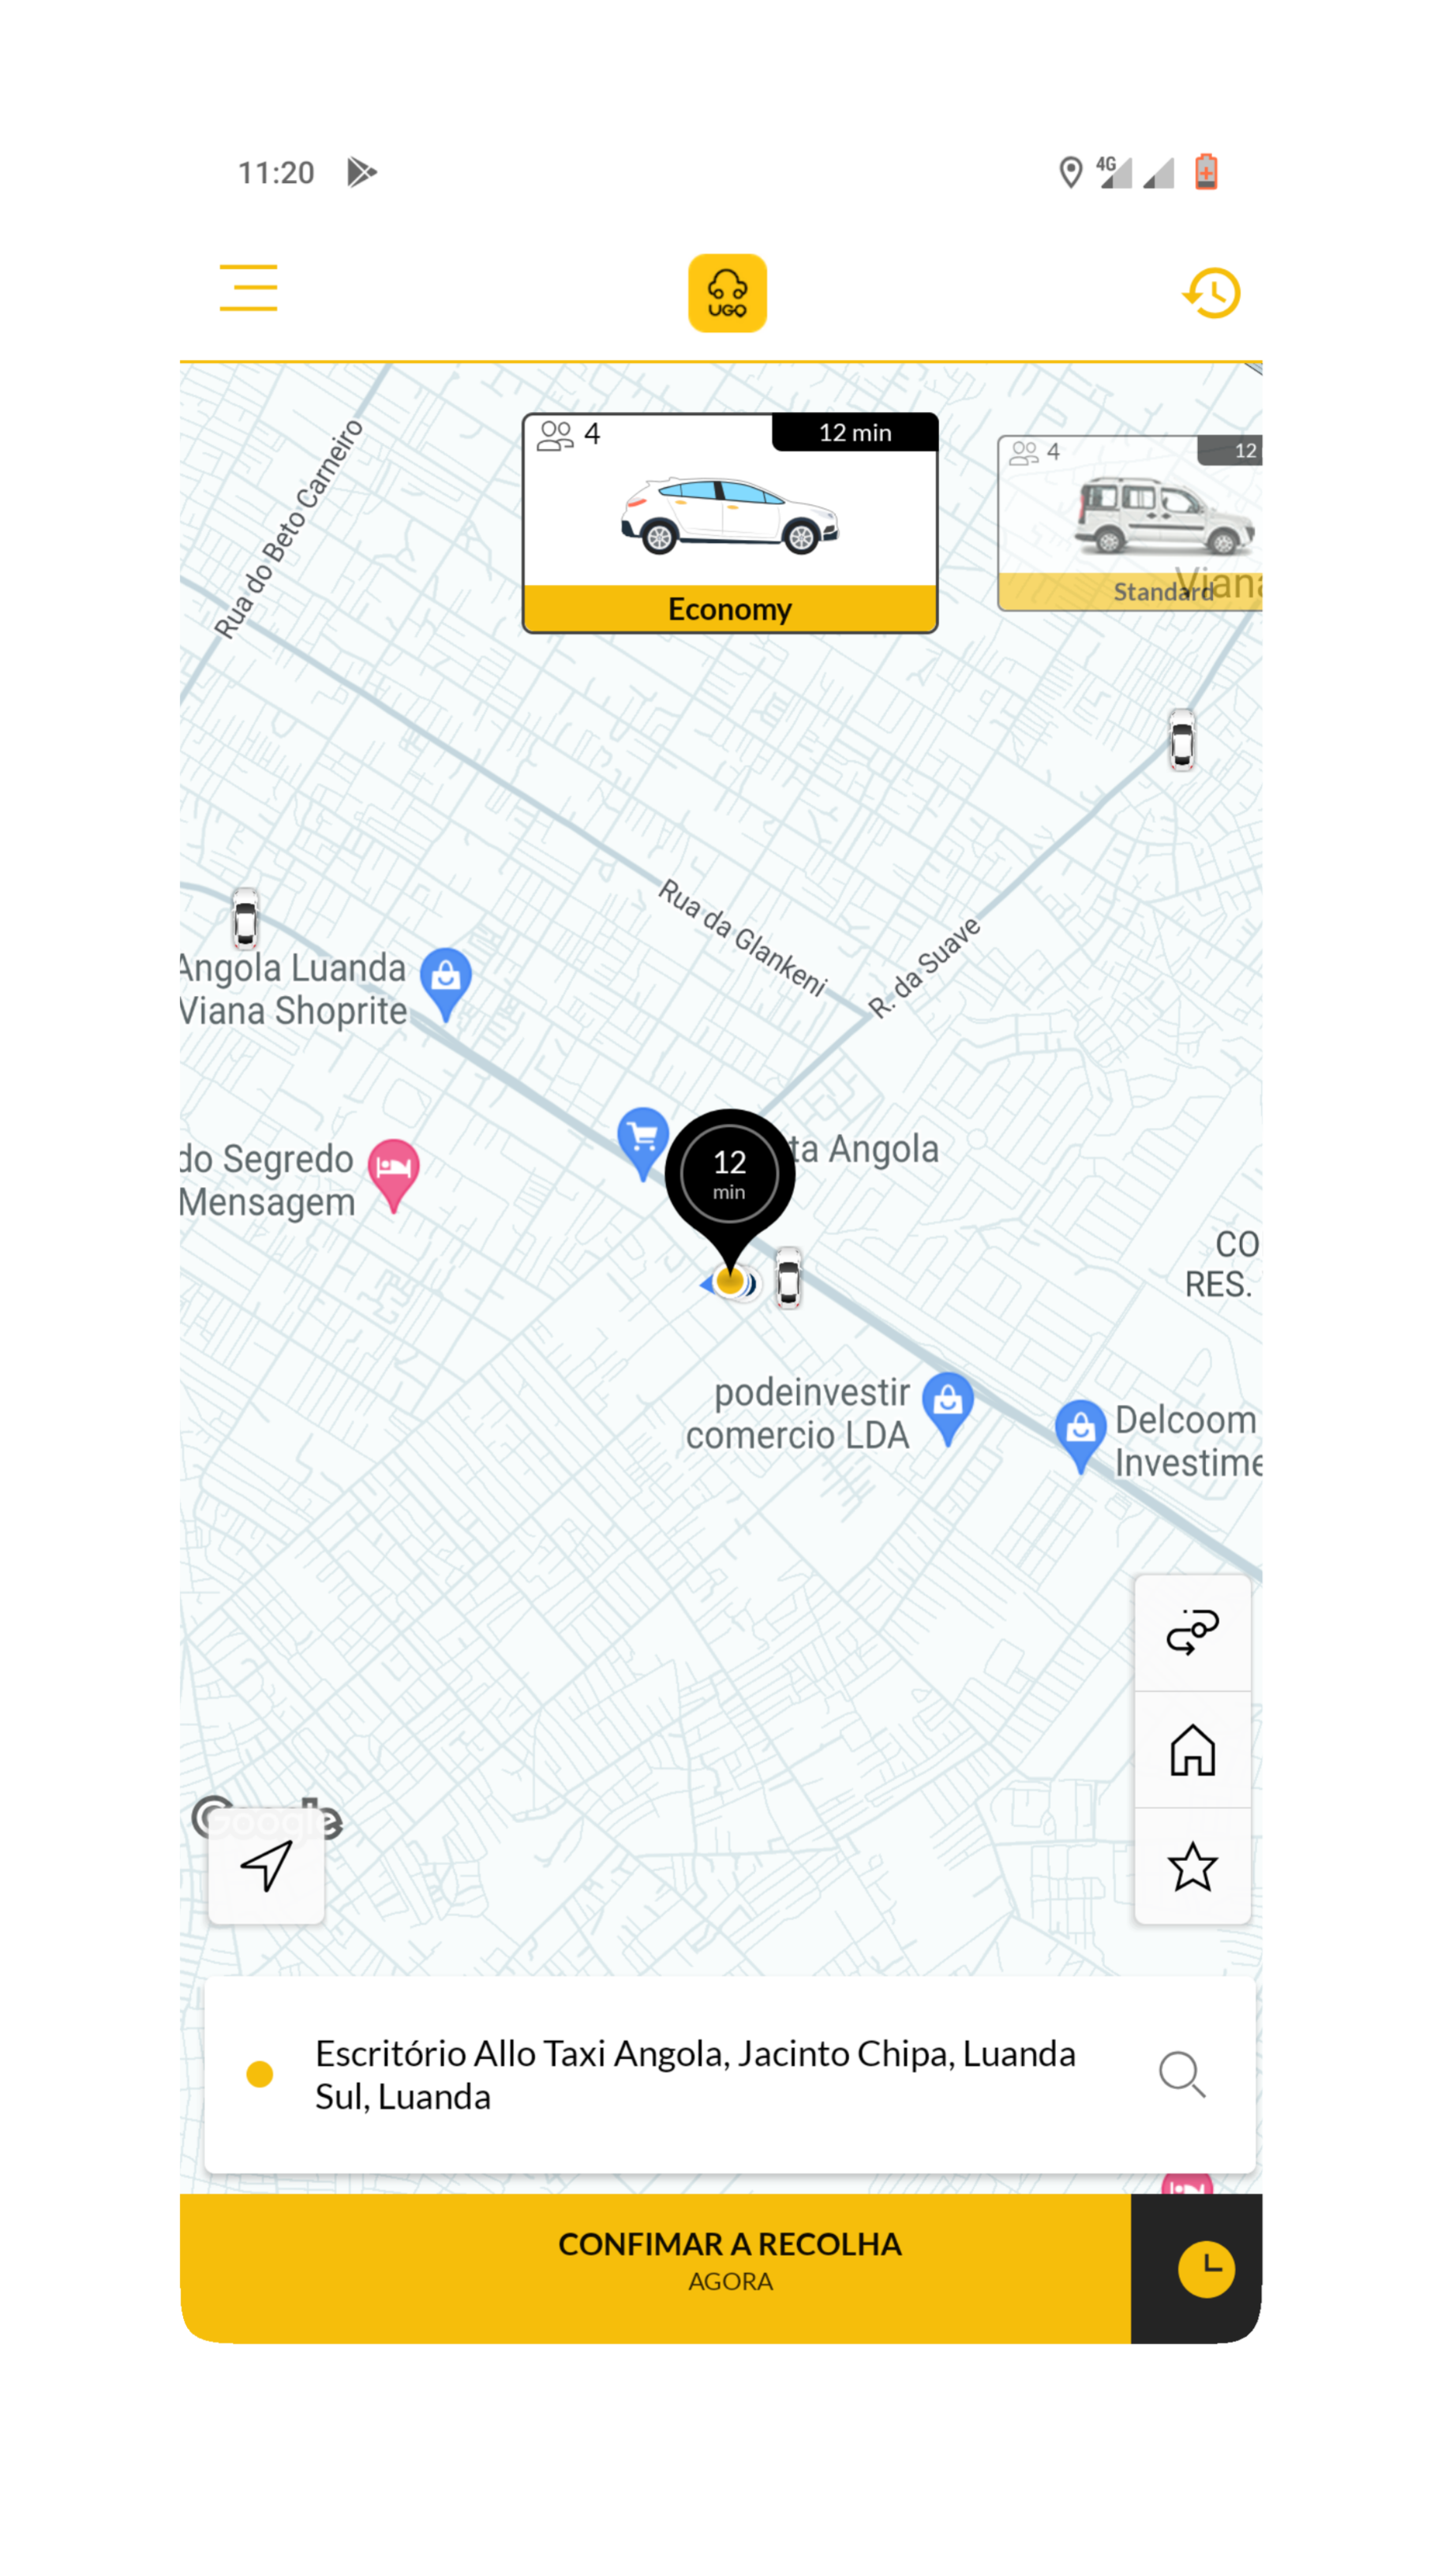 11:20
4G
UGO
4
12 min
4
12
Economy
Standard
Viana
Rua do Beto Carneiro
Rua da Glankeni
R. da Suave
Angola Luanda
Viana Shoprite
do Segredo
Mensagem
ta Angola
12
min
CO
RES.
podeinvestir
comercio LDA
Delcoom
Investime
Google
Escritório Allo Taxi Angola, Jacinto Chipa, Luanda
Sul, Luanda
CONFIMAR A RECOLHA
AGORA